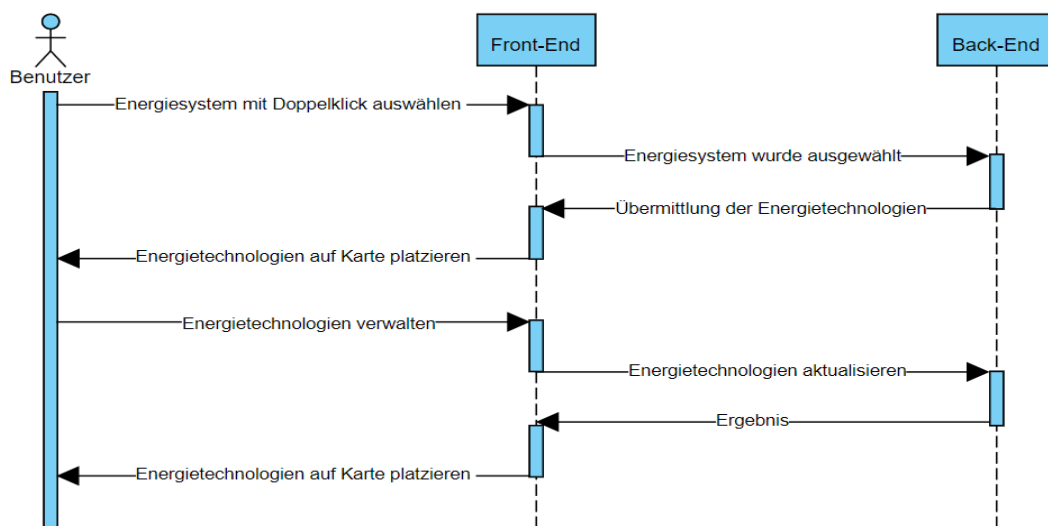 Front-End
Back-End
Benutzer
Energiesystem mit Doppelklick auswählen
Energiesystem wurde ausgewählt
Übermittlung der Energietechnologien
Energietechnologien auf Karte platzieren
Energietechnologien verwalten
Energietechnologien aktualisieren
Ergebnis
Energietechnologien auf Karte platzieren